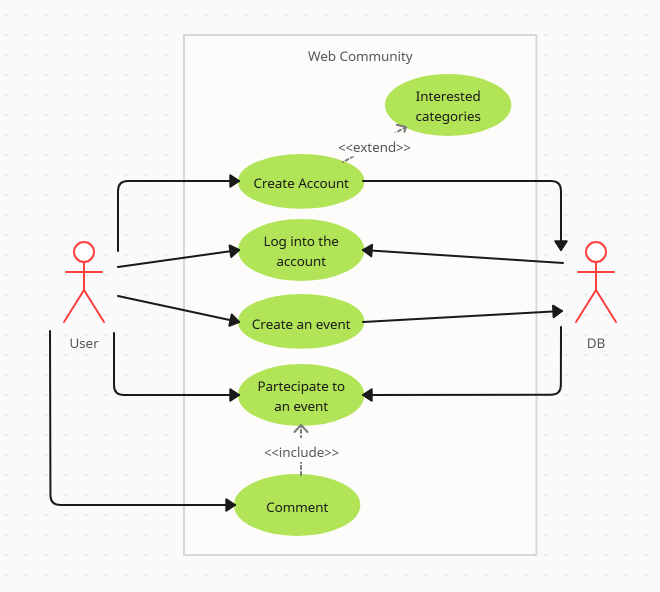 Web Community
Interested
categories
<<extend>>
Create Account
Log into the
account
Create an event
User
DB
Partecipate to
an event
<<include>>
Comment